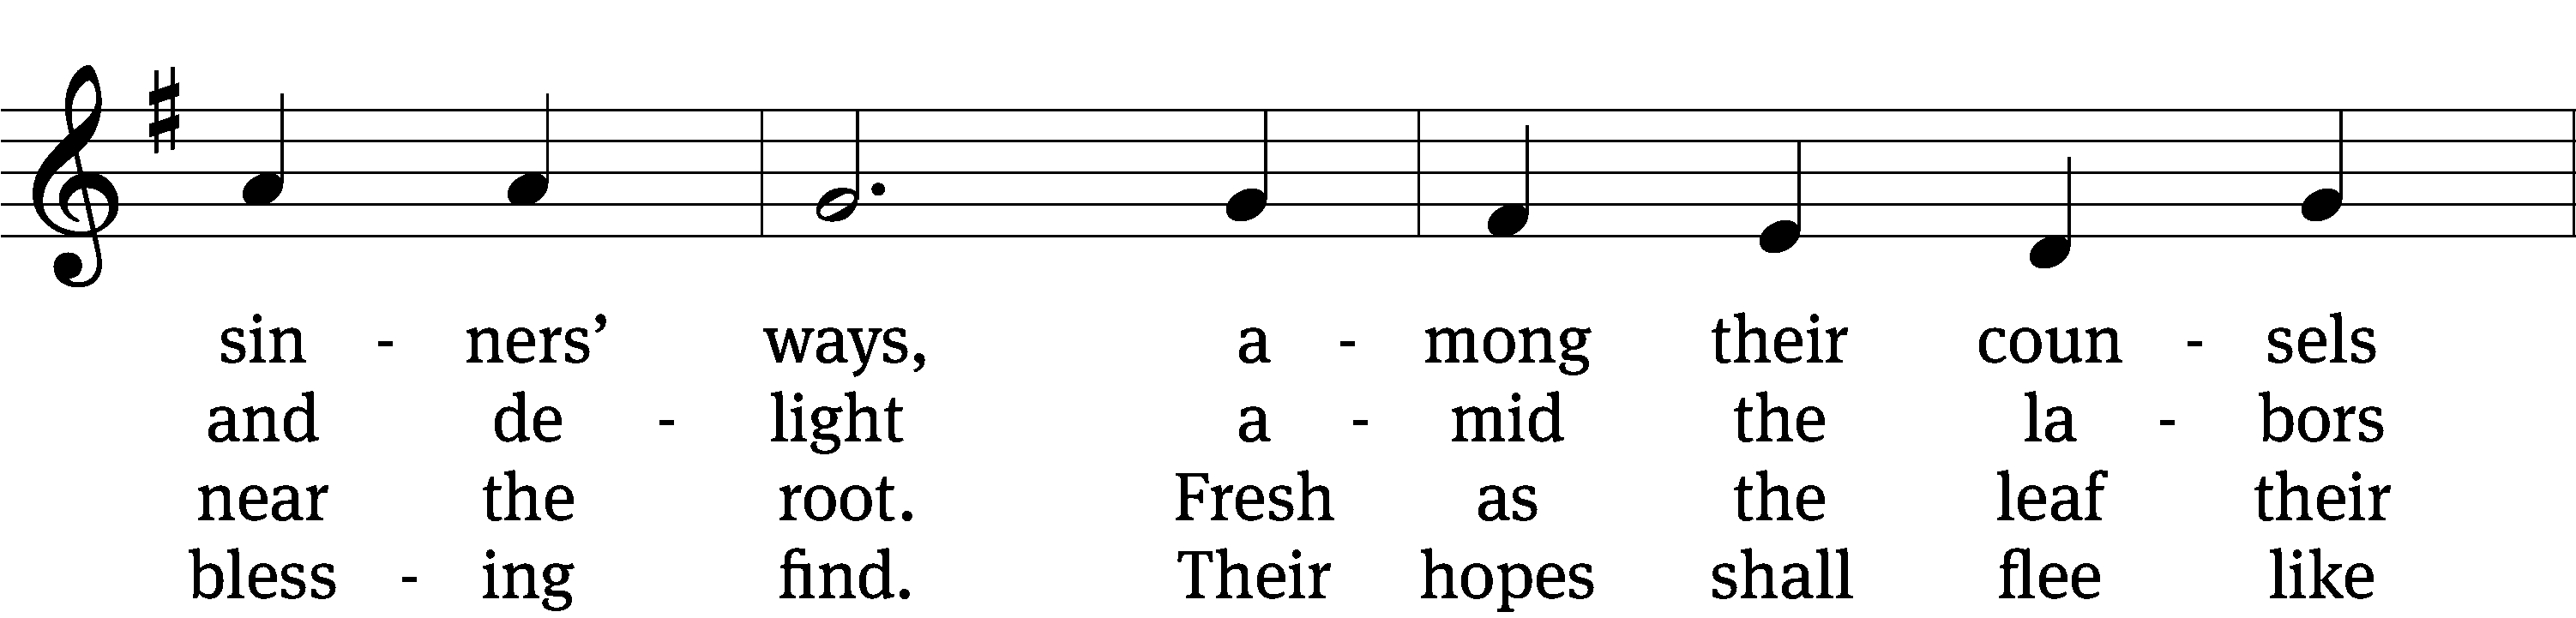 sin - ners’ ways, a - mong their coun - sels
and de - light a - mid the la - bors
near the root. Fresh as the leaf their
bless - ing find. Their hopes shall flee like